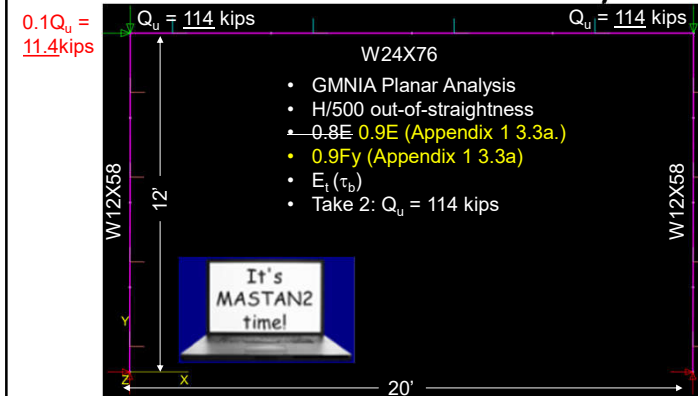 0.1Qu =
11.4kips
Qu = 114 kips
Qu = 114 kips
W24X76
• GMNIA Planar Analysis
• H/500 out-of-straightness
• 0.8E 0.9E (Appendix 1 3.3a.)
• 0.9Fy (Appendix 1 3.3a)
• Et (τb)
• Take 2: Qu = 114 kips
W12X58
12'
W12X58
It's
MASTAN2
time!
Y
Z
X
20'